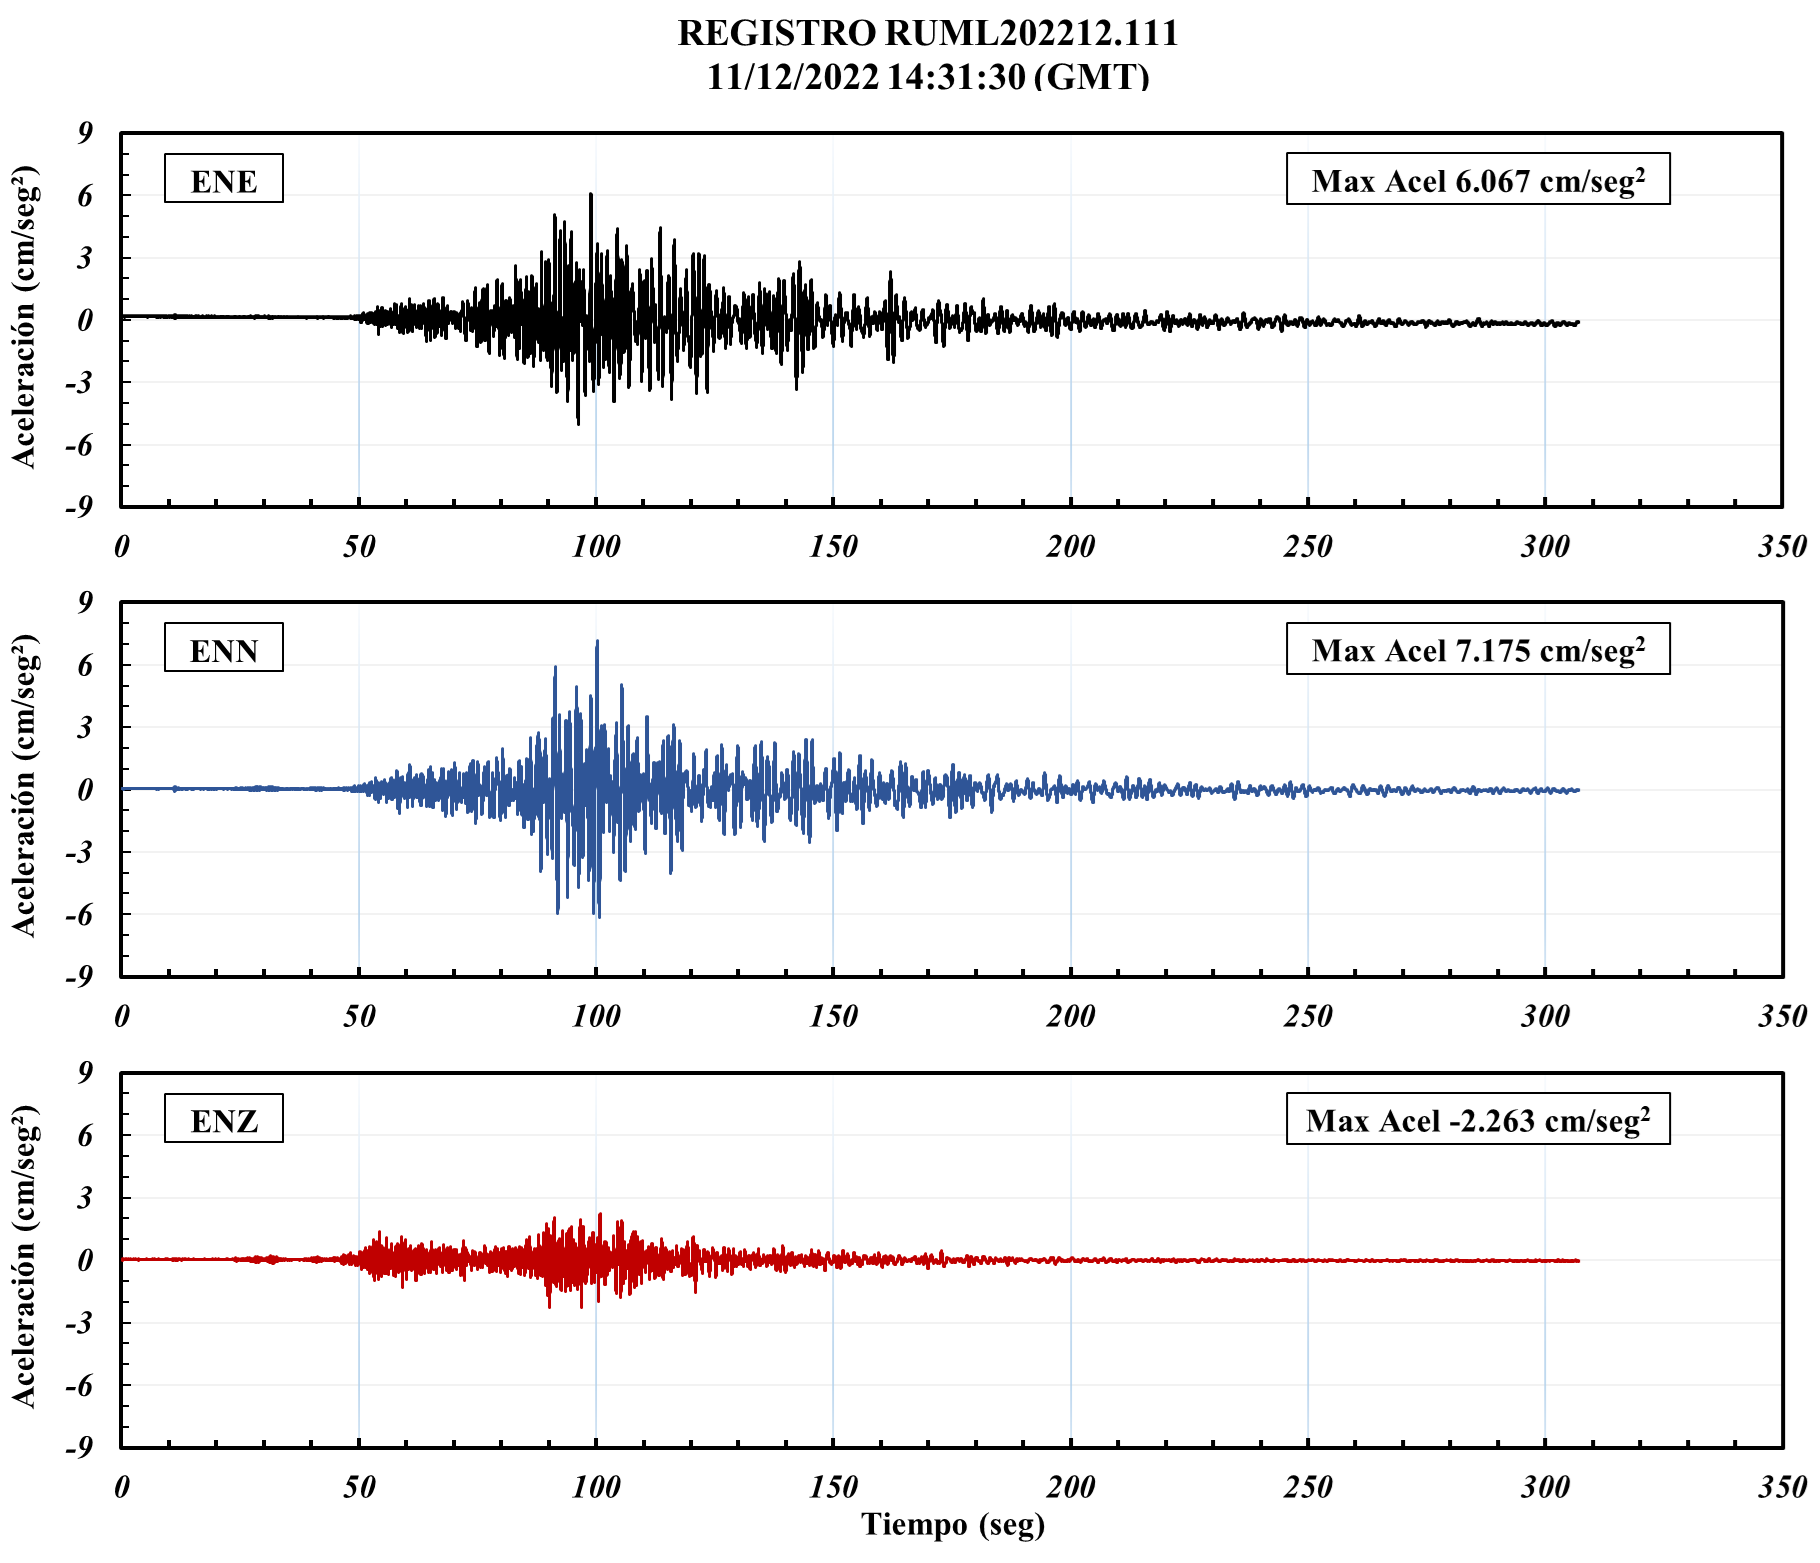 REGISTRO RUML202212.111
11/12/2022 14:31:30 (GMT)
Aceleración (cm/seg²)
9
6
3
0
-3
-6
-9
ENE
Max Acel 6.067 cm/seg²
0 50 100 150 200 250 300 350
Aceleración (cm/seg²)
9
6
3
0
-3
-6
-9
ENN
Max Acel 7.175 cm/seg²
0 50 100 150 200 250 300 350
Aceleración (cm/seg²)
9
6
3
0
-3
-6
-9
ENZ
Max Acel -2.263 cm/seg²
0 50 100 150 200 250 300 350
Tiempo (seg)